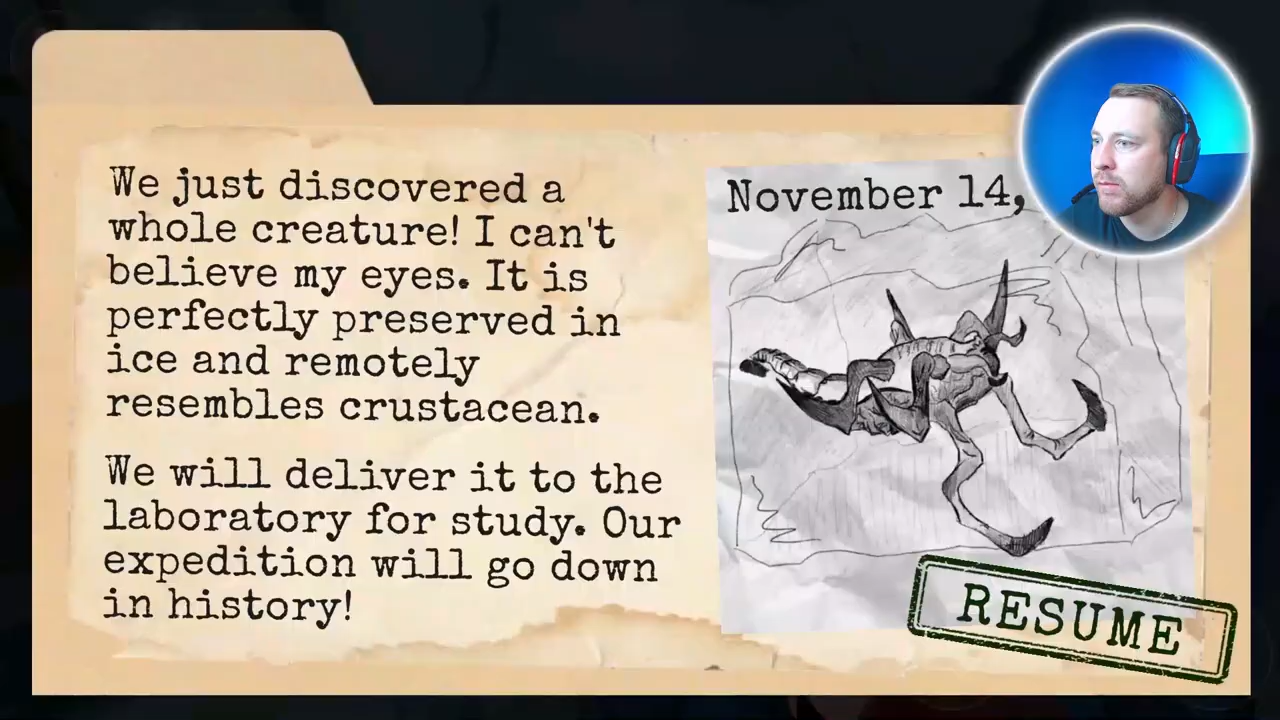 We just discovered a
whole creature! I can't
believe my eyes. It is
perfectly preserved in
ice and remotely
resembles crustacean.
We will deliver it to the
laboratory for study. Our
expedition will go down
in history!
November 14,
RESUME